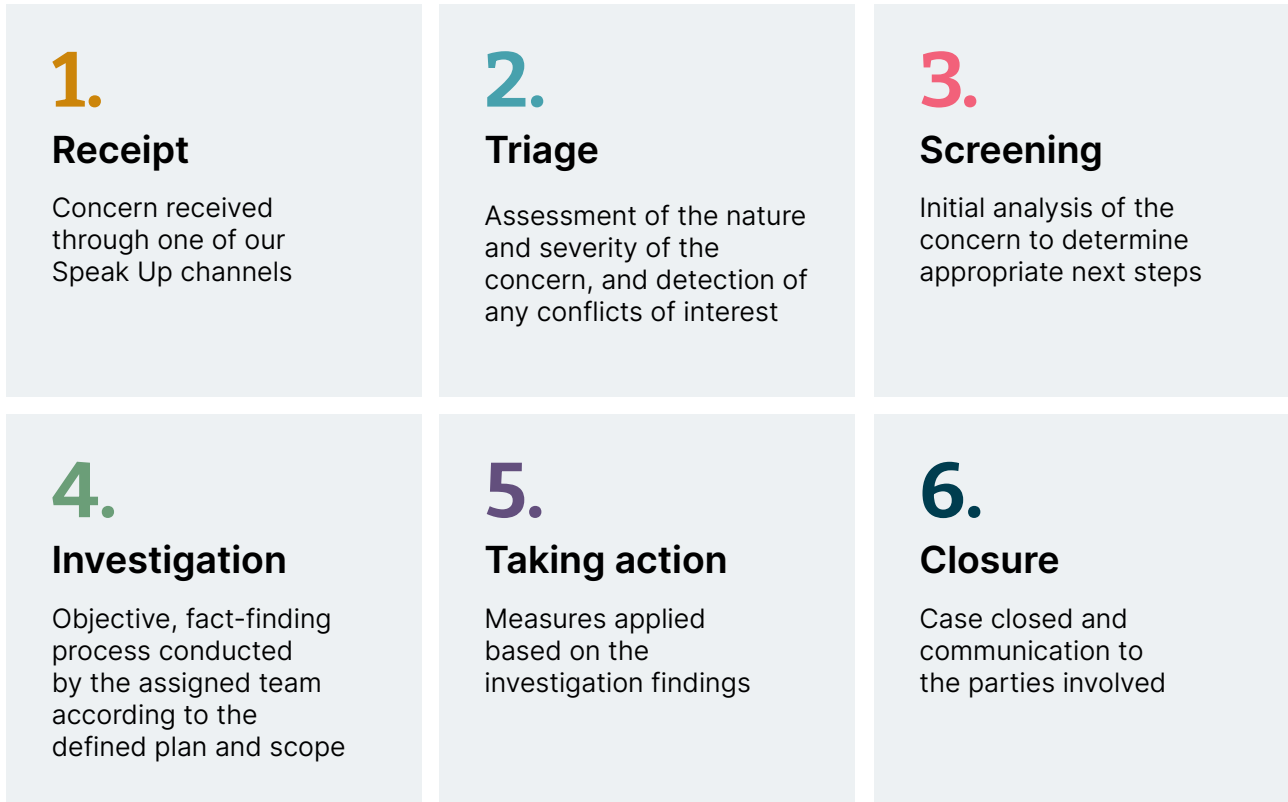 1.
Receipt
Concern received
through one of our
Speak Up channels
2.
Triage
Assessment of the nature
and severity of the
concern, and detection of
any conflicts of interest
3.
Screening
Initial analysis of the
concern to determine
appropriate next steps
4.
Investigation
Objective, fact-finding
process conducted
by the assigned team
according to the
defined plan and scope
5.
Taking action
Measures applied
based on the
investigation findings
6.
Closure
Case closed and
communication to
the parties involved